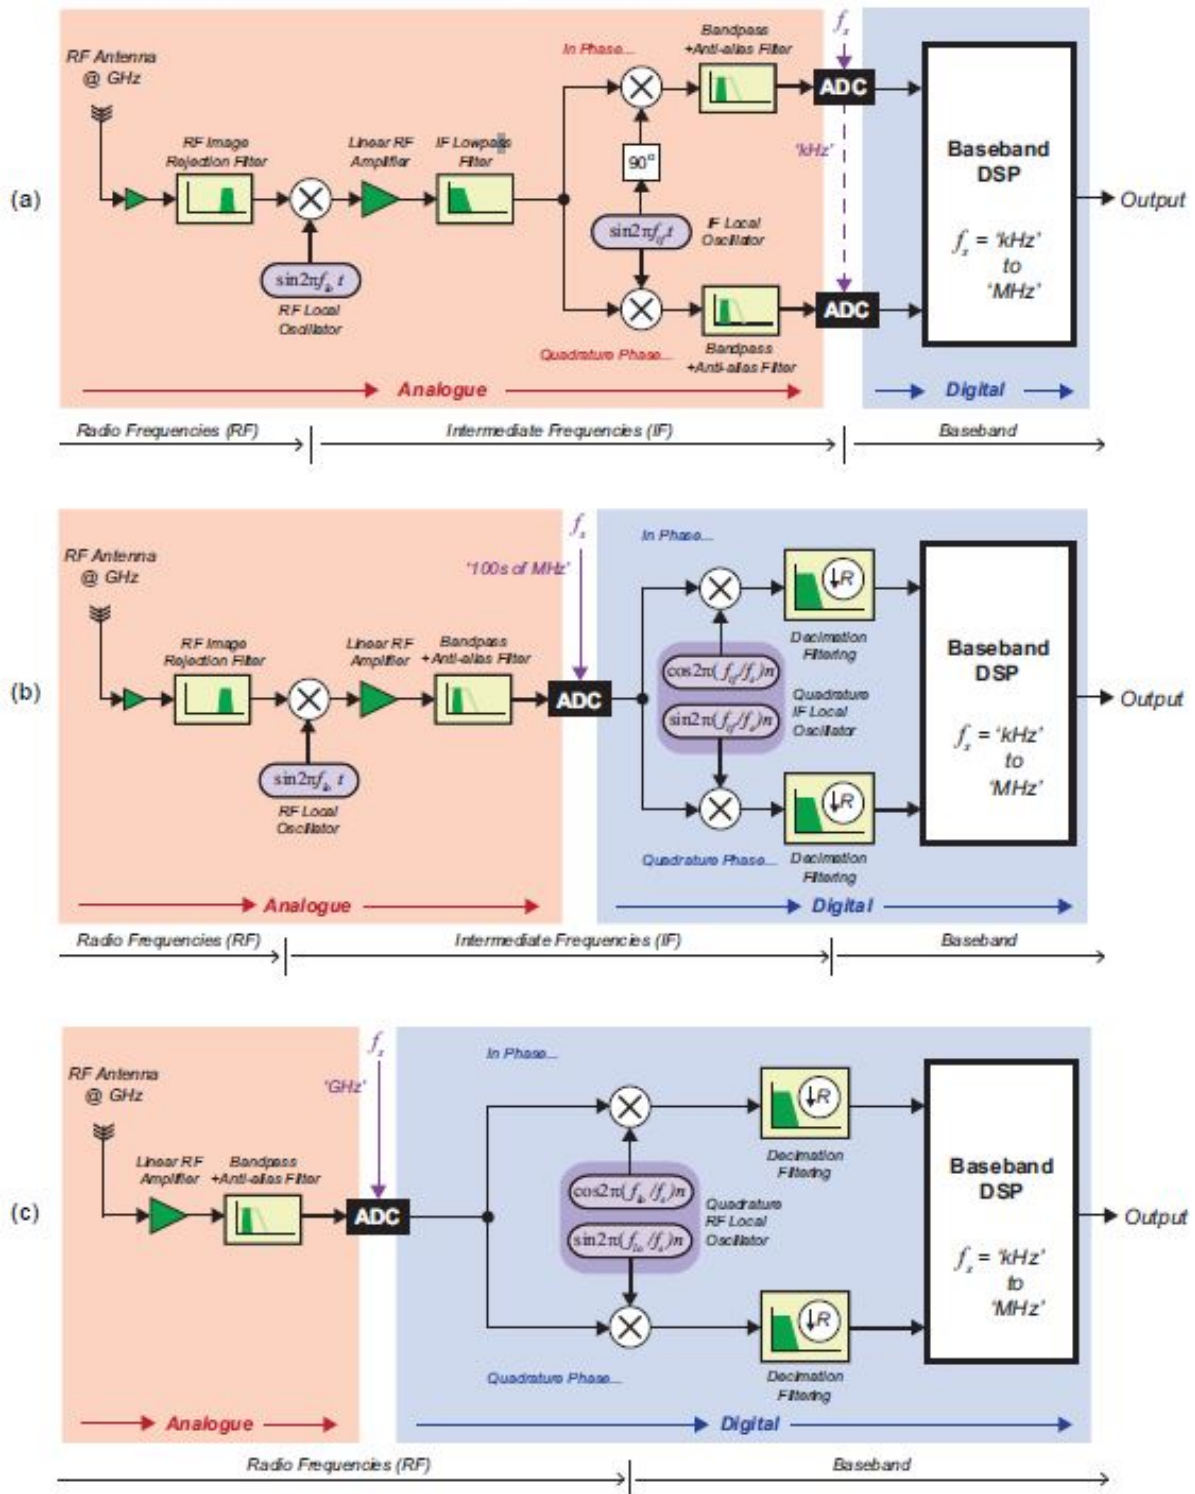 (a)
RF Antenna
@ GHz
RF Image
Rejection Filter
sin2πf_lo t
RF Local
Oscillator
Linear RF
Amplifier
IF Lowpass
Filter
In Phase...
90°
sin2πf_if t
IF Local
Oscillator
Quadrature Phase...
Bandpass
+Anti-alias Filter
Bandpass
+Anti-alias Filter
f_s
ADC
'kHz'
ADC
Baseband
DSP
f_s = 'kHz'
to
'MHz'
Output
Analogue
Digital
Radio Frequencies (RF)
Intermediate Frequencies (IF)
Baseband
(b)
RF Antenna
@ GHz
RF Image
Rejection Filter
sin2πf_lo t
RF Local
Oscillator
Linear RF
Amplifier
Bandpass
+Anti-alias Filter
f_s
'100s of MHz'
ADC
In Phase...
cos2π(f_if/f_s)n
sin2π(f_if/f_s)n
Quadrature
IF Local
Oscillator
Quadrature Phase...
↓R
Decimation
Filtering
↓R
Decimation
Filtering
Baseband
DSP
f_s = 'kHz'
to
'MHz'
Output
Analogue
Digital
Radio Frequencies (RF)
Intermediate Frequencies (IF)
Baseband
(c)
RF Antenna
@ GHz
Linear RF
Amplifier
Bandpass
+Anti-alias Filter
f_s
'GHz'
ADC
In Phase...
cos2π(f_lo/f_s)n
sin2π(f_lo/f_s)n
Quadrature
RF Local
Oscillator
Quadrature Phase...
↓R
Decimation
Filtering
↓R
Decimation
Filtering
Baseband
DSP
f_s = 'kHz'
to
'MHz'
Output
Analogue
Digital
Radio Frequencies (RF)
Baseband